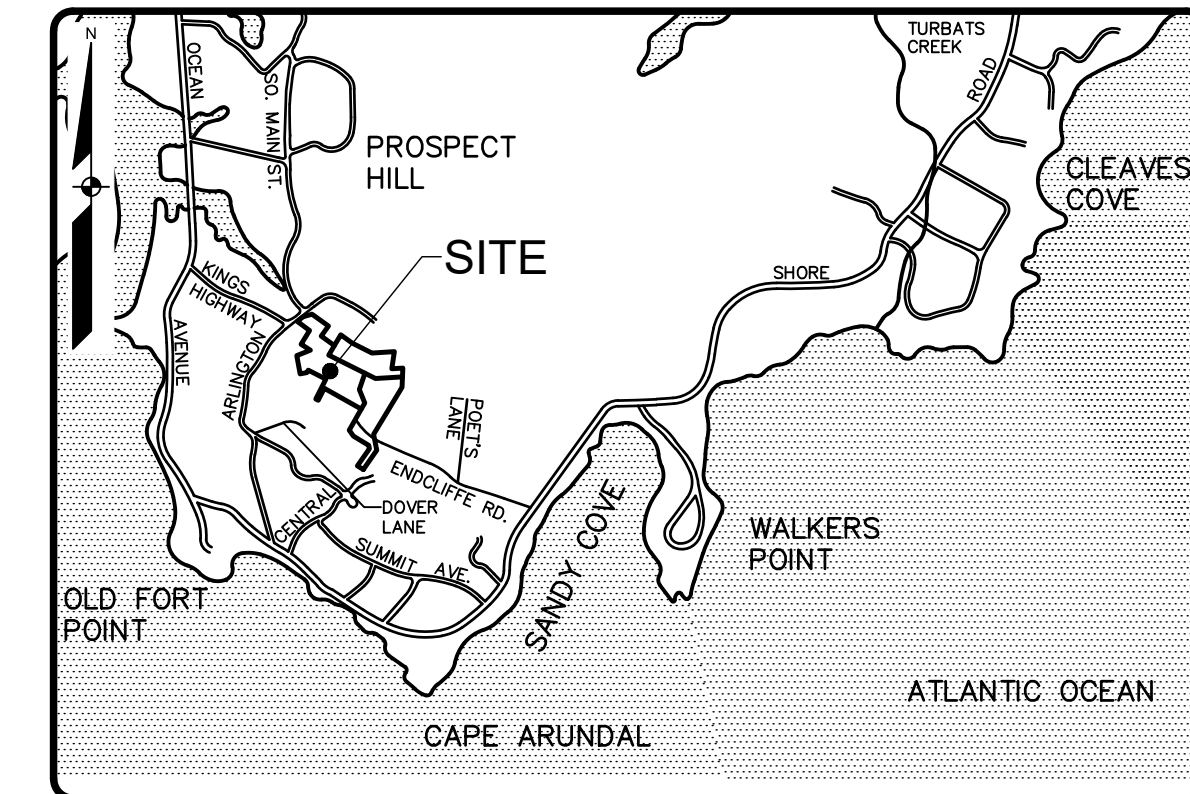 N
TURBATS
CREEK
OCEAN
SO. MAIN ST.
ROAD
PROSPECT
HILL
CLEAVES
COVE
SITE
KINGS
HIGHWAY
SHORE
AVENUE
ARLINGTON
POET'S
LANE
ENDCLIFFE RD.
CENTRAL
DOVER
LANE
SUMMIT AVE.
SANDY COVE
WALKERS
POINT
OLD FORT
POINT
ATLANTIC OCEAN
CAPE ARUNDAL